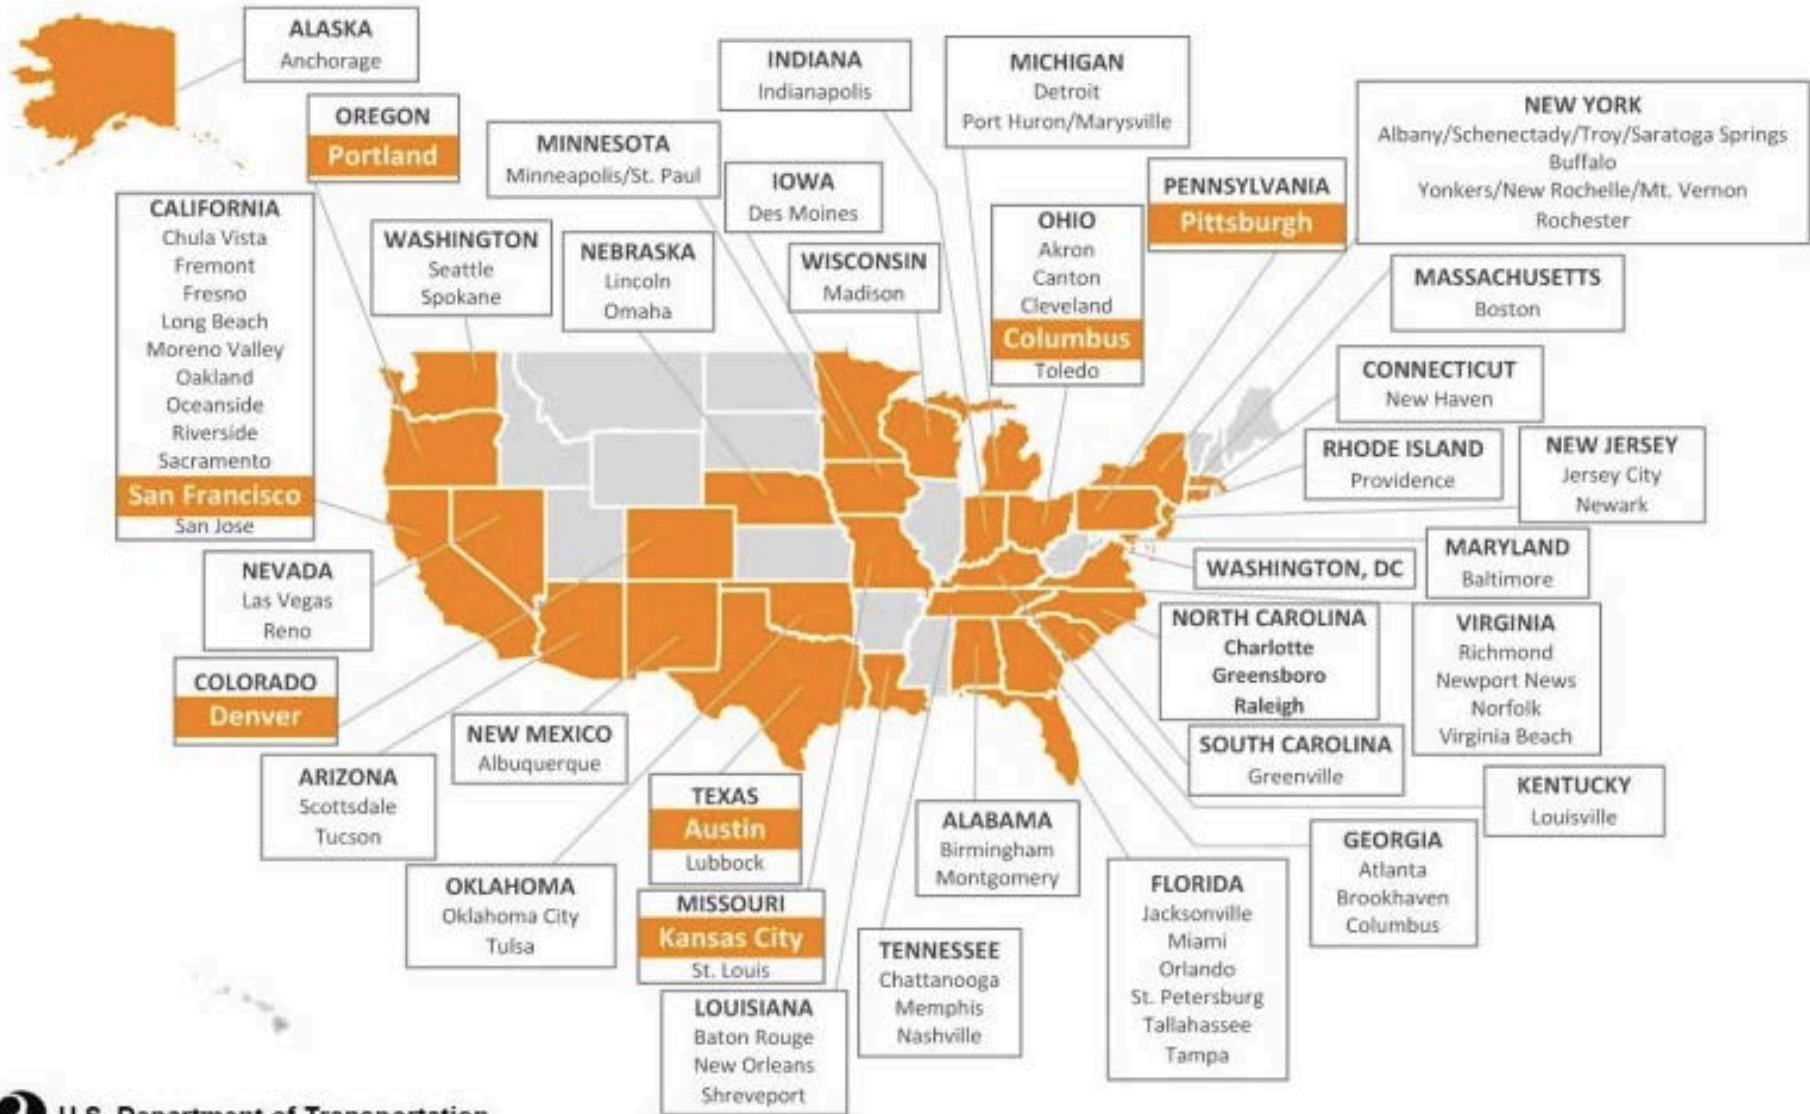 ALASKA
Anchorage
OREGON
Portland
CALIFORNIA
Chula Vista
Fremont
Fresno
Long Beach
Moreno Valley
Oakland
Oceanside
Riverside
Sacramento
San Francisco
San Jose
WASHINGTON
Seattle
Spokane
MINNESOTA
Minneapolis/St. Paul
NEBRASKA
Lincoln
Omaha
INDIANA
Indianapolis
IOWA
Des Moines
WISCONSIN
Madison
MICHIGAN
Detroit
Port Huron/Marysville
OHIO
Akron
Canton
Cleveland
Columbus
Toledo
PENNSYLVANIA
Pittsburgh
NEW YORK
Albany/Schenectady/Troy/Saratoga Springs
Buffalo
Yonkers/New Rochelle/Mt. Vernon
Rochester
MASSACHUSETTS
Boston
CONNECTICUT
New Haven
RHODE ISLAND
Providence
NEW JERSEY
Jersey City
Newark
MARYLAND
Baltimore
WASHINGTON, DC
NORTH CAROLINA
Charlotte
Greensboro
Raleigh
VIRGINIA
Richmond
Newport News
Norfolk
Virginia Beach
SOUTH CAROLINA
Greenville
KENTUCKY
Louisville
GEORGIA
Atlanta
Brookhaven
Columbus
FLORIDA
Jacksonville
Miami
Orlando
St. Petersburg
Tallahassee
Tampa
ALABAMA
Birmingham
Montgomery
TENNESSEE
Chattanooga
Memphis
Nashville
NEVADA
Las Vegas
Reno
COLORADO
Denver
ARIZONA
Scottsdale
Tucson
NEW MEXICO
Albuquerque
OKLAHOMA
Oklahoma City
Tulsa
TEXAS
Austin
Lubbock
MISSOURI
Kansas City
St. Louis
LOUISIANA
Baton Rouge
New Orleans
Shreveport
U.S. Department of Transportation